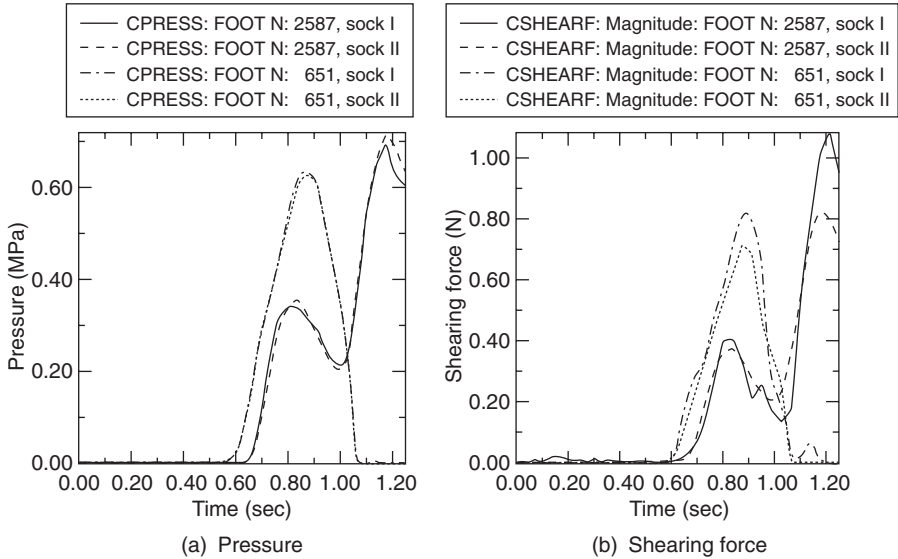 CPRESS: FOOT N: 2587, sock I
CPRESS: FOOT N: 2587, sock II
CPRESS: FOOT N: 651, sock I
CPRESS: FOOT N: 651, sock II
0.60
0.40
0.20
0.00
Pressure (MPa)
0.00 0.20 0.40 0.60 0.80 1.00 1.20
Time (sec)
(a) Pressure
CSHEARF: Magnitude: FOOT N: 2587, sock I
CSHEARF: Magnitude: FOOT N: 2587, sock II
CSHEARF: Magnitude: FOOT N: 651, sock I
CSHEARF: Magnitude: FOOT N: 651, sock II
1.00
0.80
0.60
0.40
0.20
0.00
Shearing force (N)
0.00 0.20 0.40 0.60 0.80 1.00 1.20
Time (sec)
(b) Shearing force